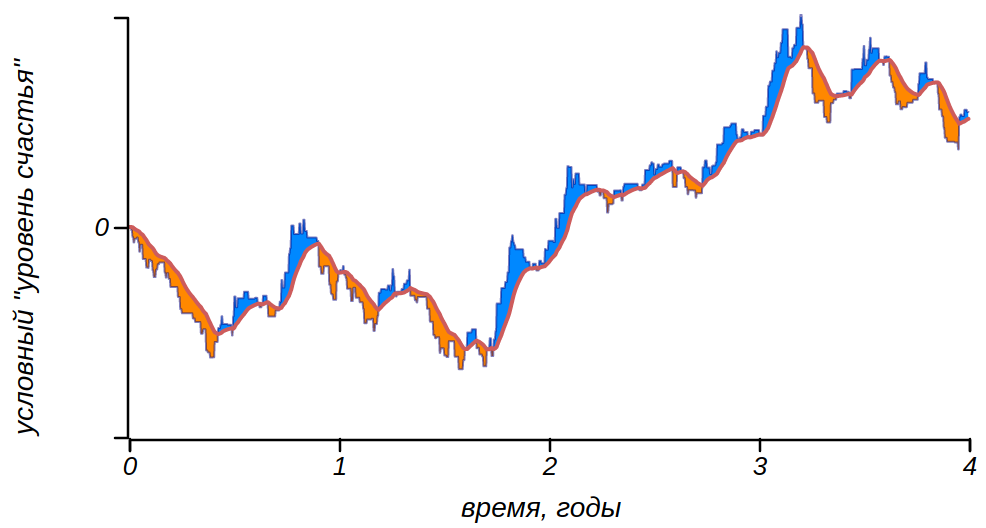 условный "уровень счастья"
0
0 1 2 3 4
время, годы